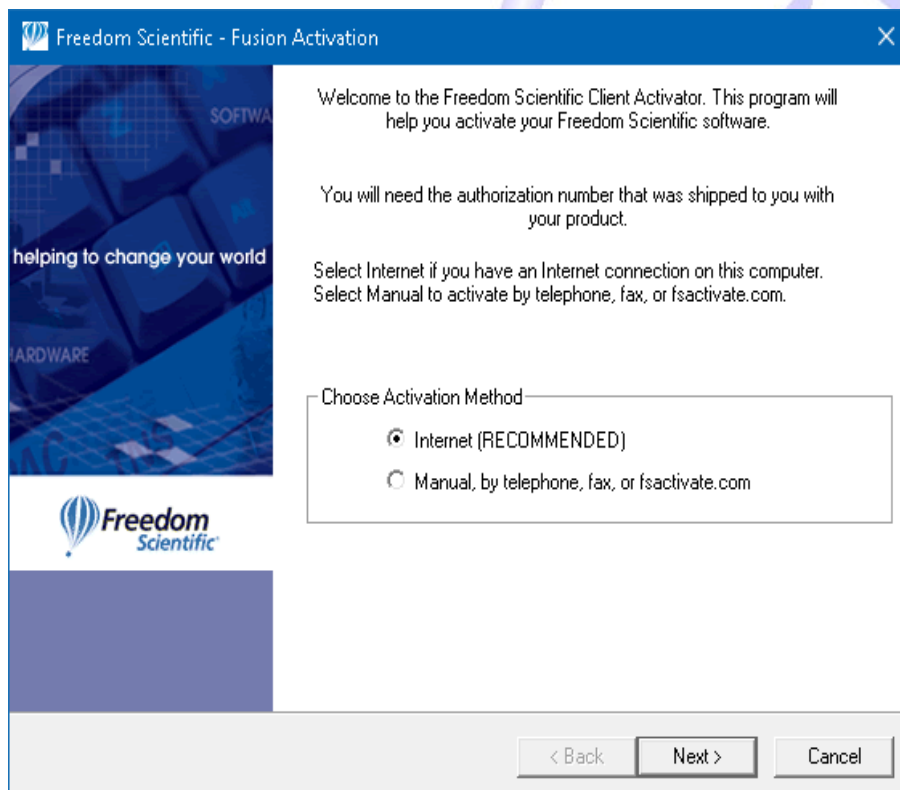 Freedom Scientific - Fusion Activation
SOFTWA
helping to change your world
HARDWARE
Freedom
Scientific
Welcome to the Freedom Scientific Client Activator. This program will
help you activate your Freedom Scientific software.
You will need the authorization number that was shipped to you with
your product.
Select Internet if you have an Internet connection on this computer.
Select Manual to activate by telephone, fax, or fsactivate.com.
Choose Activation Method
Internet (RECOMMENDED)
Manual, by telephone, fax, or fsactivate.com
< Back
Next >
Cancel